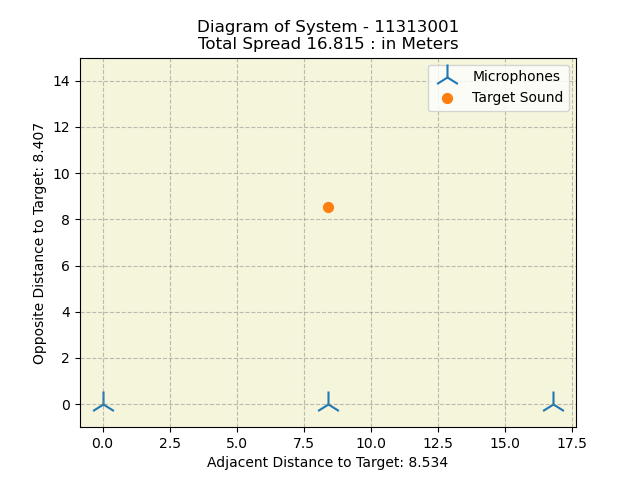 Diagram of System - 11313001
Total Spread 16.815 : in Meters
Microphones
Target Sound
14
12
10
8
6
4
2
0
Opposite Distance to Target: 8.407
0.0 2.5 5.0 7.5 10.0 12.5 15.0 17.5
Adjacent Distance to Target: 8.534